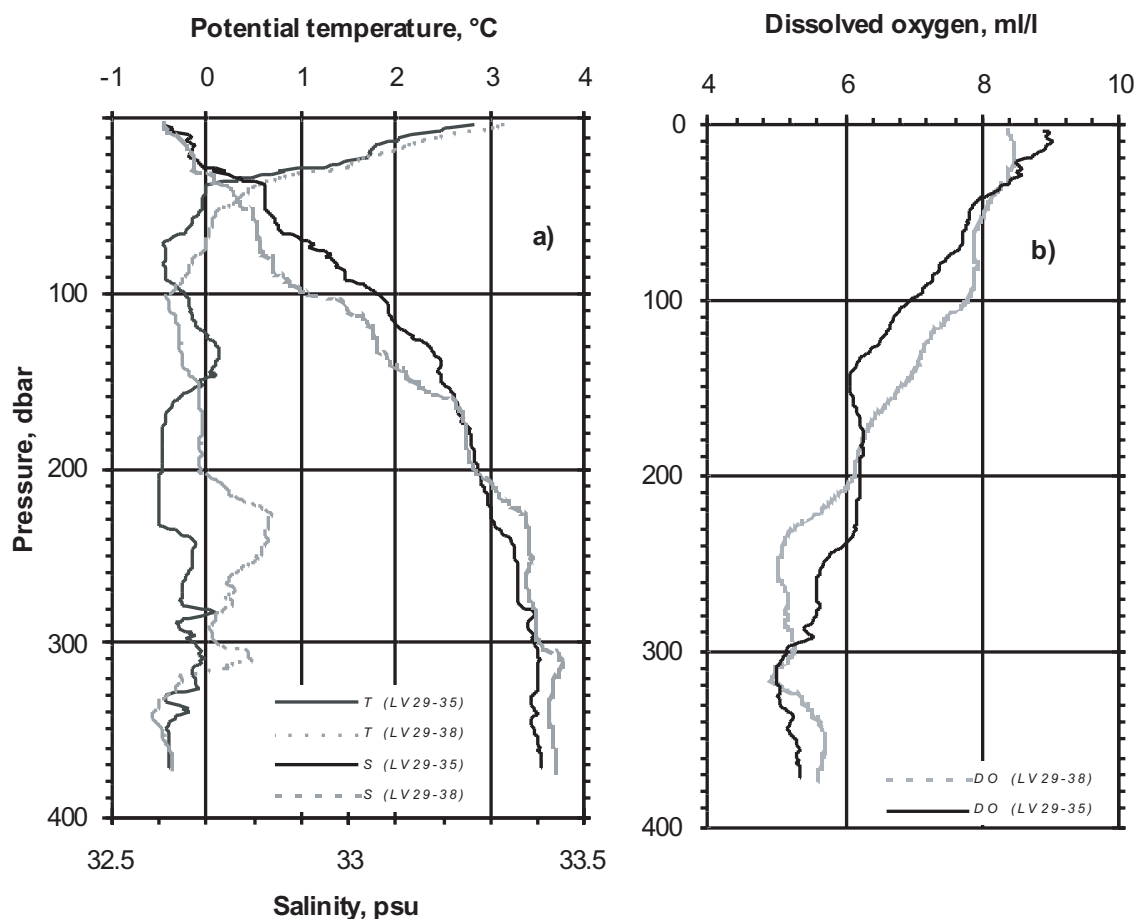 Potential temperature, °C
-1 0 1 2 3 4
a)
100
200
300
400
Pressure, dbar
T (LV29-35)
T (LV29-38)
S (LV29-35)
S (LV29-38)
32.5 33 33.5
Salinity, psu
Dissolved oxygen, ml/l
4 6 8 10
0
b)
100
200
300
400
DO (LV29-38)
DO (LV29-35)